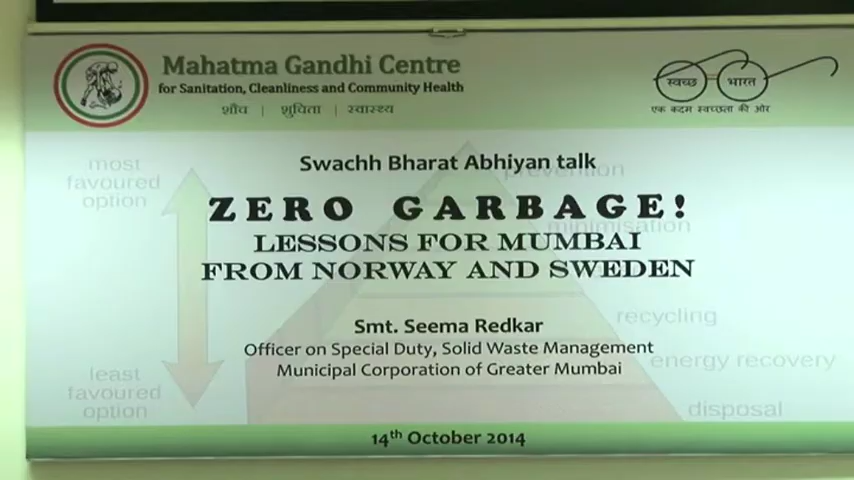 Mahatma Gandhi Centre
for Sanitation, Cleanliness and Community Health
शौच | शुचिता | स्वास्थ्य
स्वच्छ भारत
एक कदम स्वच्छता की ओर
Swachh Bharat Abhiyan talk
ZERO GARBAGE!
LESSONS FOR MUMBAI
FROM NORWAY AND SWEDEN
Smt. Seema Redkar
Officer on Special Duty, Solid Waste Management
Municipal Corporation of Greater Mumbai
14th October 2014
most
favoured
option
least
favoured
option
prevention
minimisation
recycling
energy recovery
disposal